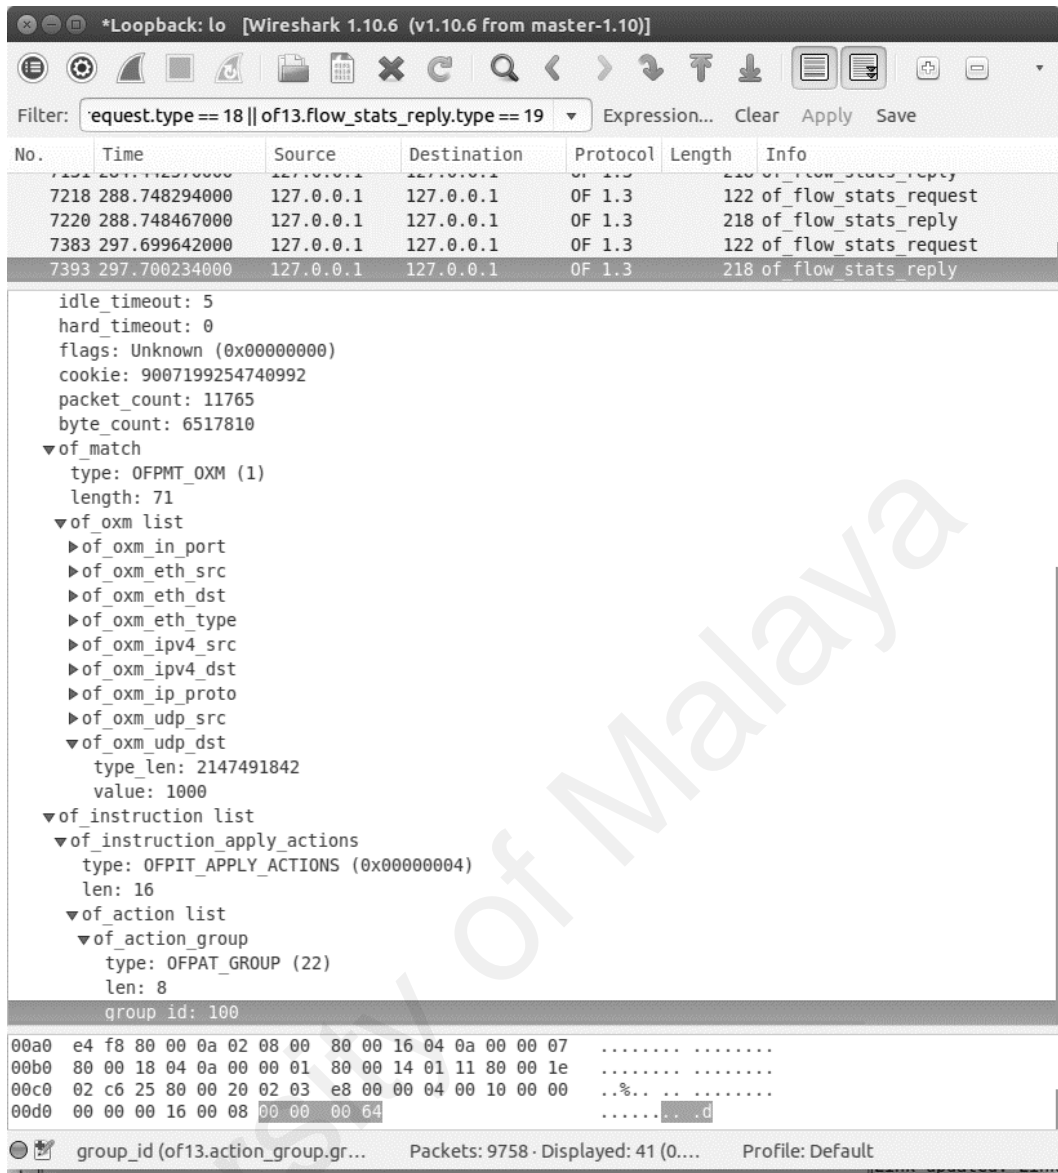 *Loopback: lo [Wireshark 1.10.6 (v1.10.6 from master-1.10)]
Filter: equest.type == 18 || of13.flow_stats_reply.type == 19 Expression... Clear Apply Save
No. Time Source Destination Protocol Length Info
218 of_flow_stats_reply
7218 288.748294000 127.0.0.1 127.0.0.1 OF 1.3 122 of_flow_stats_request
7220 288.748467000 127.0.0.1 127.0.0.1 OF 1.3 218 of_flow_stats_reply
7383 297.699642000 127.0.0.1 127.0.0.1 OF 1.3 122 of_flow_stats_request
7393 297.700234000 127.0.0.1 127.0.0.1 OF 1.3 218 of_flow_stats_reply
idle_timeout: 5
hard_timeout: 0
flags: Unknown (0x00000000)
cookie: 9007199254740992
packet_count: 11765
byte_count: 6517810
of_match
type: OFPMT_OXM (1)
length: 71
of_oxm list
of_oxm_in_port
of_oxm_eth_src
of_oxm_eth_dst
of_oxm_eth_type
of_oxm_ipv4_src
of_oxm_ipv4_dst
of_oxm_ip_proto
of_oxm_udp_src
of_oxm_udp_dst
type_len: 2147491842
value: 1000
of_instruction list
of_instruction_apply_actions
type: OFPIT_APPLY_ACTIONS (0x00000004)
len: 16
of_action list
of_action_group
type: OFPAT_GROUP (22)
len: 8
group_id: 100
00a0 e4 f8 80 00 0a 02 08 00 80 00 16 04 0a 00 00 07 ........ ........
00b0 80 00 18 04 0a 00 00 01 80 00 14 01 11 80 00 1e ........ ........
00c0 02 c6 25 80 00 20 02 03 e8 00 00 04 00 10 00 00 ..%.. .. ........
00d0 00 00 00 16 00 08 00 00 00 64 ........ .d
group_id (of13.action_group.gr... Packets: 9758 · Displayed: 41 (0.... Profile: Default
rsity of Malaya